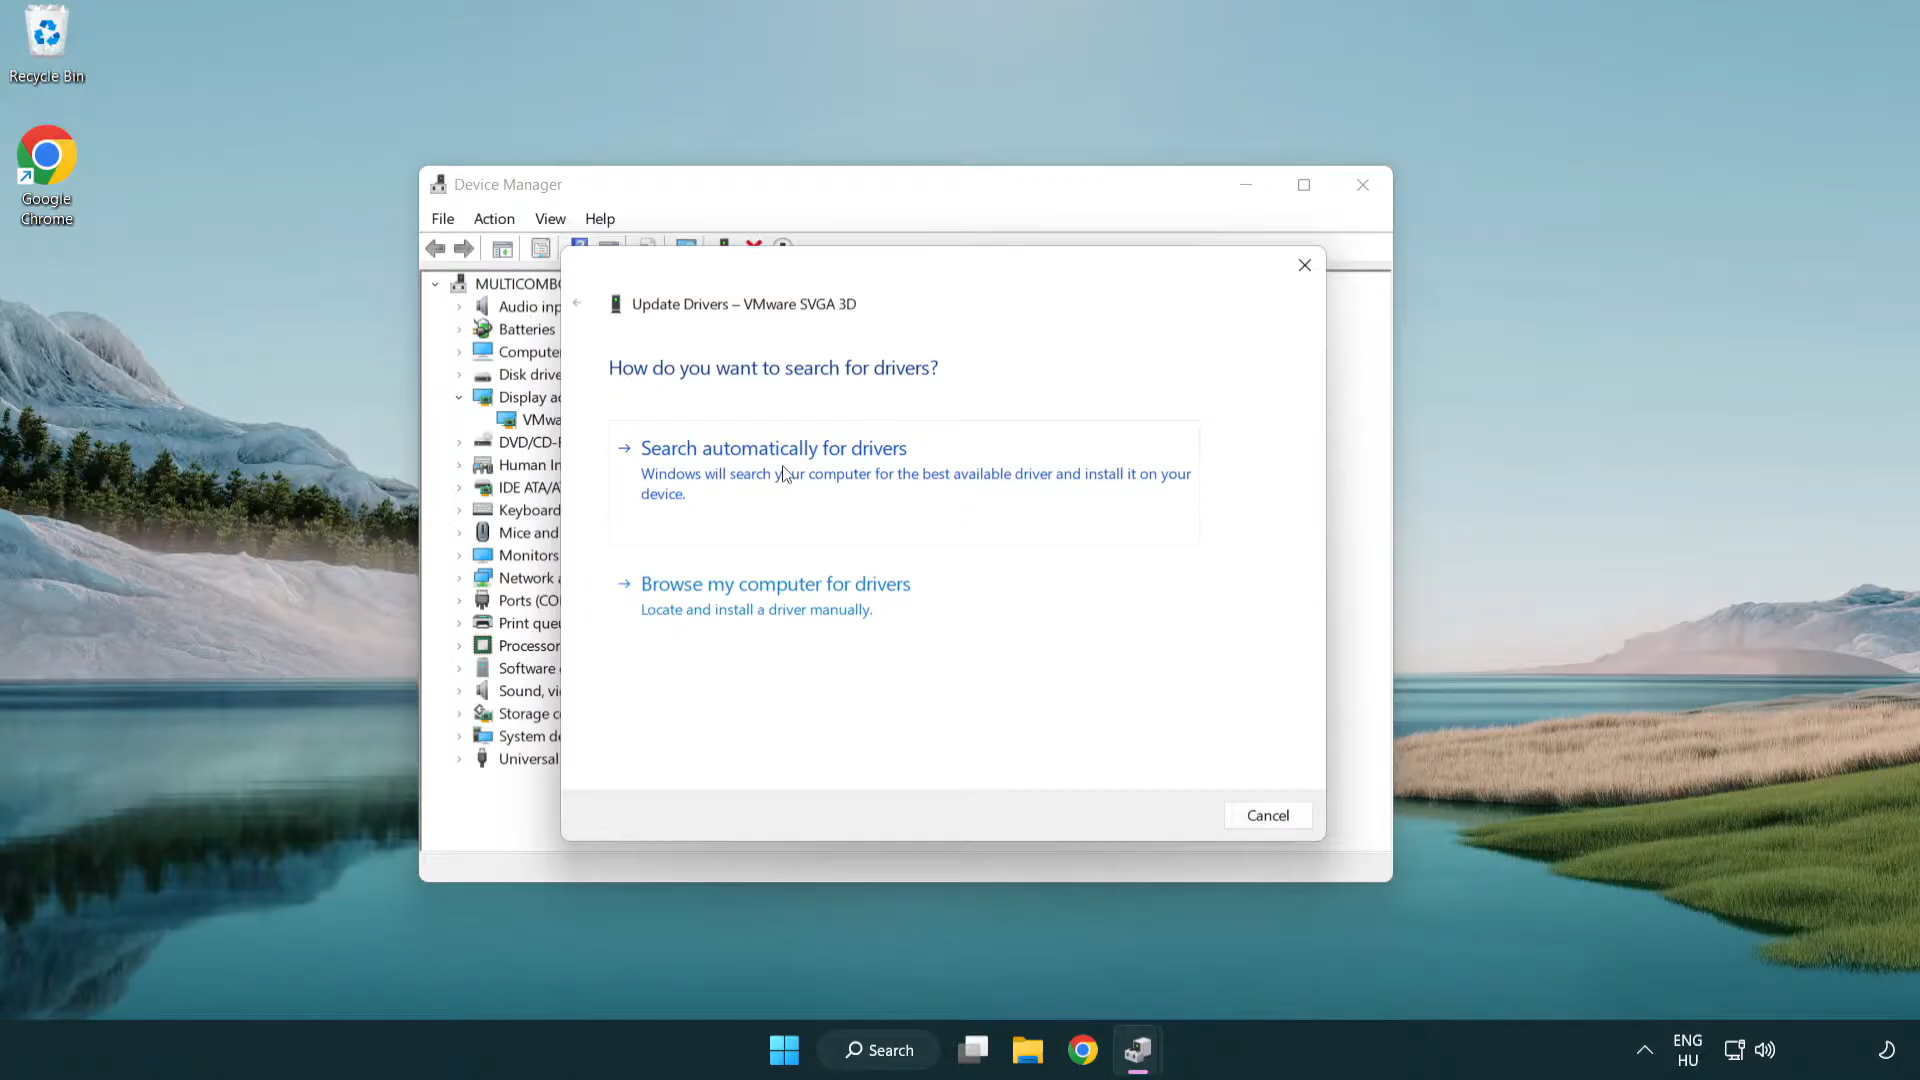 Recycle Bin
Google
Chrome
Device Manager
File Action View Help
MULTICOMB
Audio inp
Batteries
Compute
Disk drive
Display a
VMwa
DVD/CD-
Human In
IDE ATA/A
Keyboard
Mice and
Monitors
Network a
Ports (CO
Print que
Processor
Software
Sound, vi
Storage c
System de
Universal
Update Drivers – VMware SVGA 3D
How do you want to search for drivers?
Search automatically for drivers
Windows will search your computer for the best available driver and install it on your
device.
Browse my computer for drivers
Locate and install a driver manually.
Cancel
Search
ENG
HU